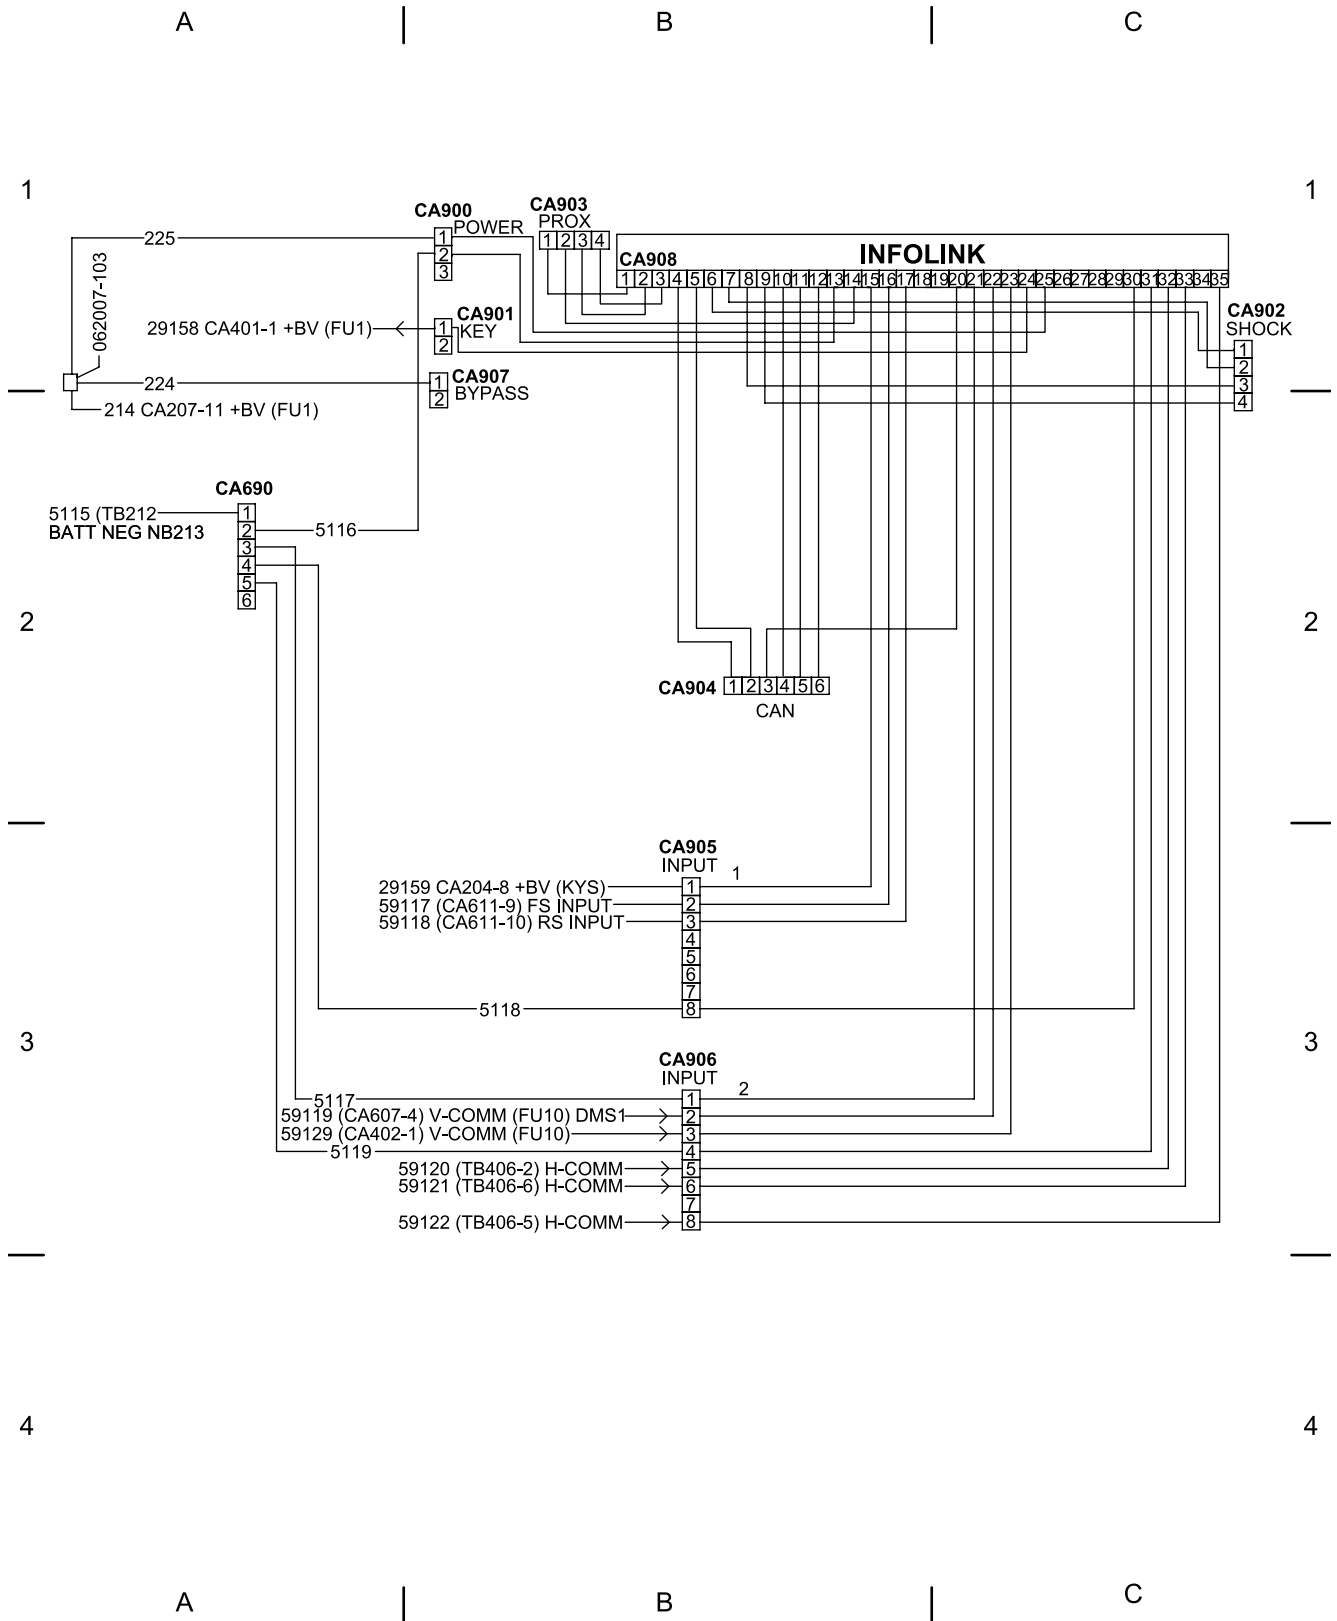 A B C
1 1
CA900
POWER
1
2
3
CA903
PROX
1 2 3 4
INFOLINK
CA908
1 2 3 4 5 6 7 8 9 10 11 12 13 14 15 16 17 18 19 20 21 22 23 24 25 26 27 28 29 30 31 32 33 34 35
225
062007-103
29158 CA401-1 +BV (FU1)
CA901
KEY
1
2
CA902
SHOCK
1
2
3
4
224
CA907
BYPASS
1
2
214 CA207-11 +BV (FU1)
CA690
5115 (TB212
BATT NEG NB213
1
2
3
4
5
6
5116
2 2
CA904
1 2 3 4 5 6
CAN
CA905
INPUT
1
29159 CA204-8 +BV (KYS) 1
59117 (CA611-9) FS INPUT 2
59118 (CA611-10) RS INPUT 3
4
5
6
7
5118 8
3 3
CA906
INPUT
2
5117 1
59119 (CA607-4) V-COMM (FU10) DMS1 2
59129 (CA402-1) V-COMM (FU10) 3
5119 4
59120 (TB406-2) H-COMM 5
59121 (TB406-6) H-COMM 6
7
59122 (TB406-5) H-COMM 8
4 4
A B C